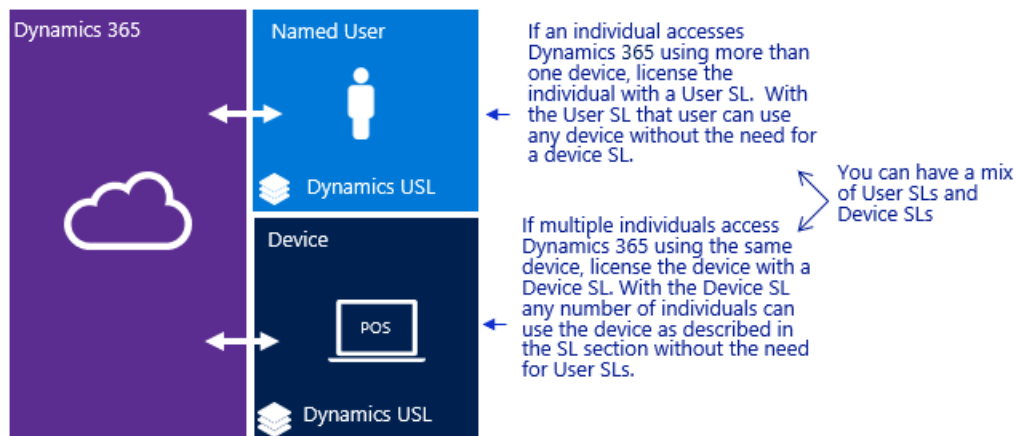 Dynamics 365
Named User
Dynamics USL
If an individual accesses
Dynamics 365 using more than
one device, license the
individual with a User SL.  With
the User SL that user can use
any device without the need for
a device SL.
You can have a mix
of User SLs and
Device SLs
Device
POS
Dynamics USL
If multiple individuals access
Dynamics 365 using the same
device, license the device with a
Device SL. With the Device SL
any number of individuals can
use the device as described in
the SL section without the need
for User SLs.